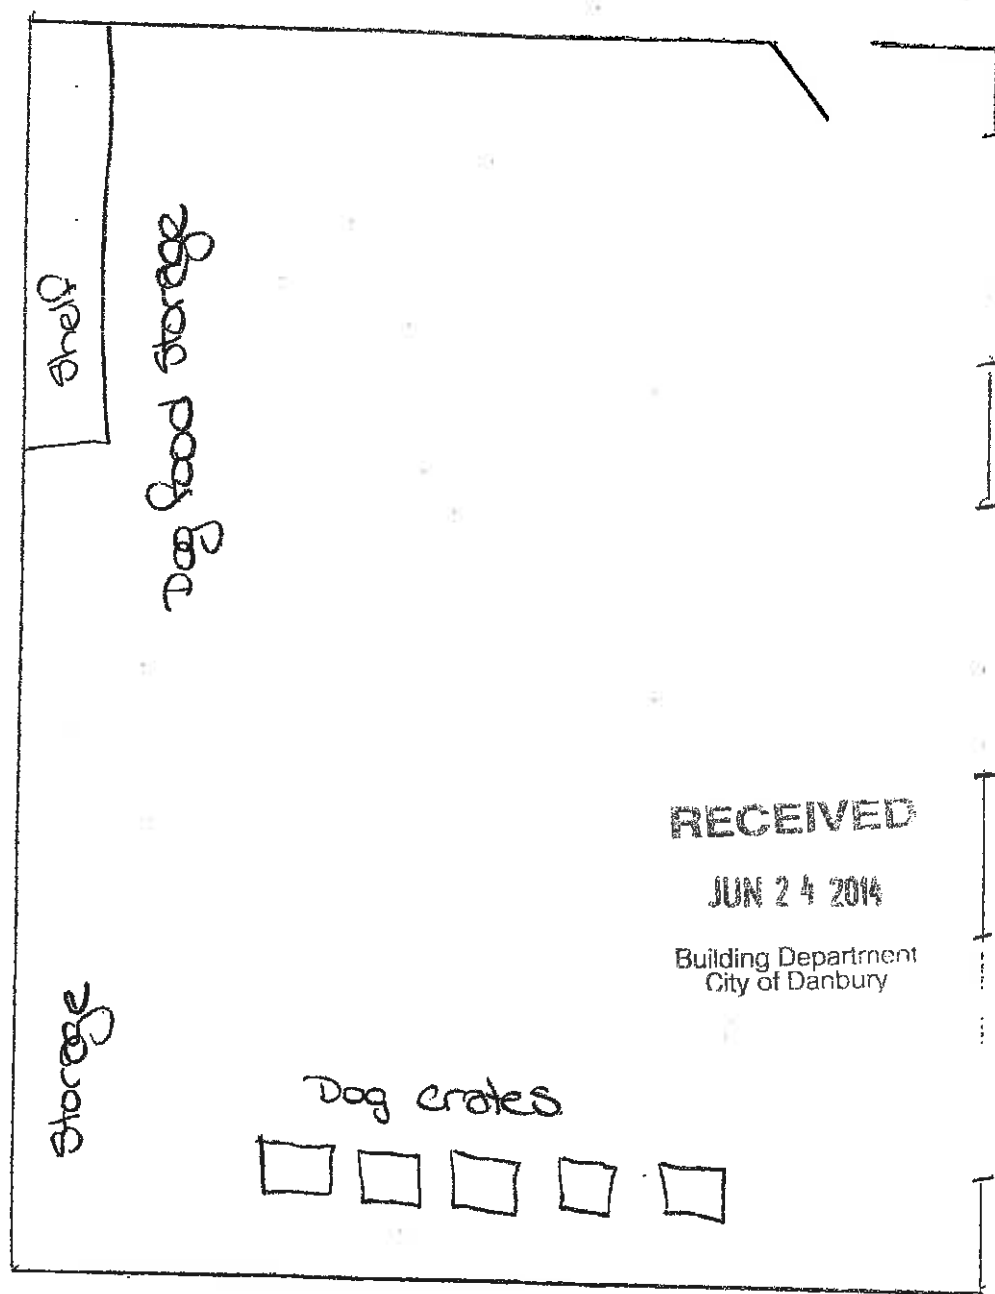 Shelf
Dog food storage
RECEIVED
JUN 24 2014
Building Department
City of Danbury
Storage
Dog crates